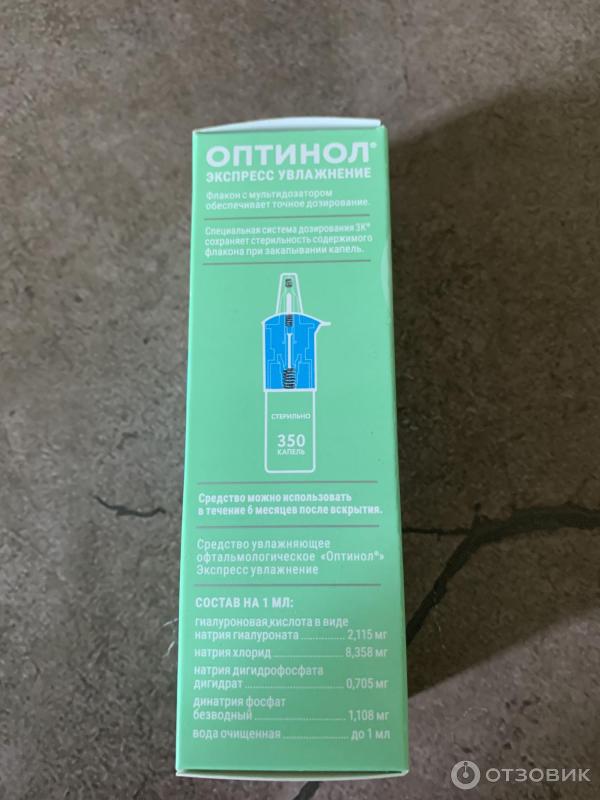 ОПТИНОЛ®
ЭКСПРЕСС УВЛАЖНЕНИЕ
Флакон с мультидозатором
обеспечивает точное дозирование.
Специальная система дозирования 3K®
сохраняет стерильность содержимого
флакона при закапывании капель.
СТЕРИЛЬНО
350
КАПЕЛЬ
Средство можно использовать
в течение 6 месяцев после вскрытия.
Средство увлажняющее
офтальмологическое «Оптинол®»
Экспресс увлажнение
СОСТАВ НА 1 МЛ:
гиалуроновая кислота в виде
натрия гиалуроната ............ 2,115 мг
натрия хлорид ............ 8,358 мг
натрия дигидрофосфата
дигидрат ............ 0,705 мг
динатрия фосфат
безводный ............ 1,108 мг
вода очищенная ............ до 1 мл
ОТЗОВИК